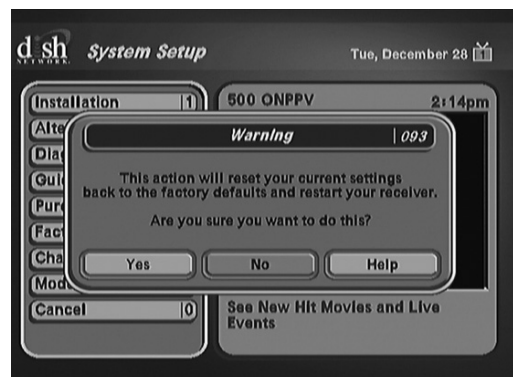 dish
NETWORK.
System Setup
Tue, December 28
Installation 1
500 ONPPV 2:14pm
Warning 093
This action will reset your current settings
back to the factory defaults and restart your receiver.
Are you sure you want to do this?
Yes No Help
Cancel 0
See New Hit Movies and Live
Events